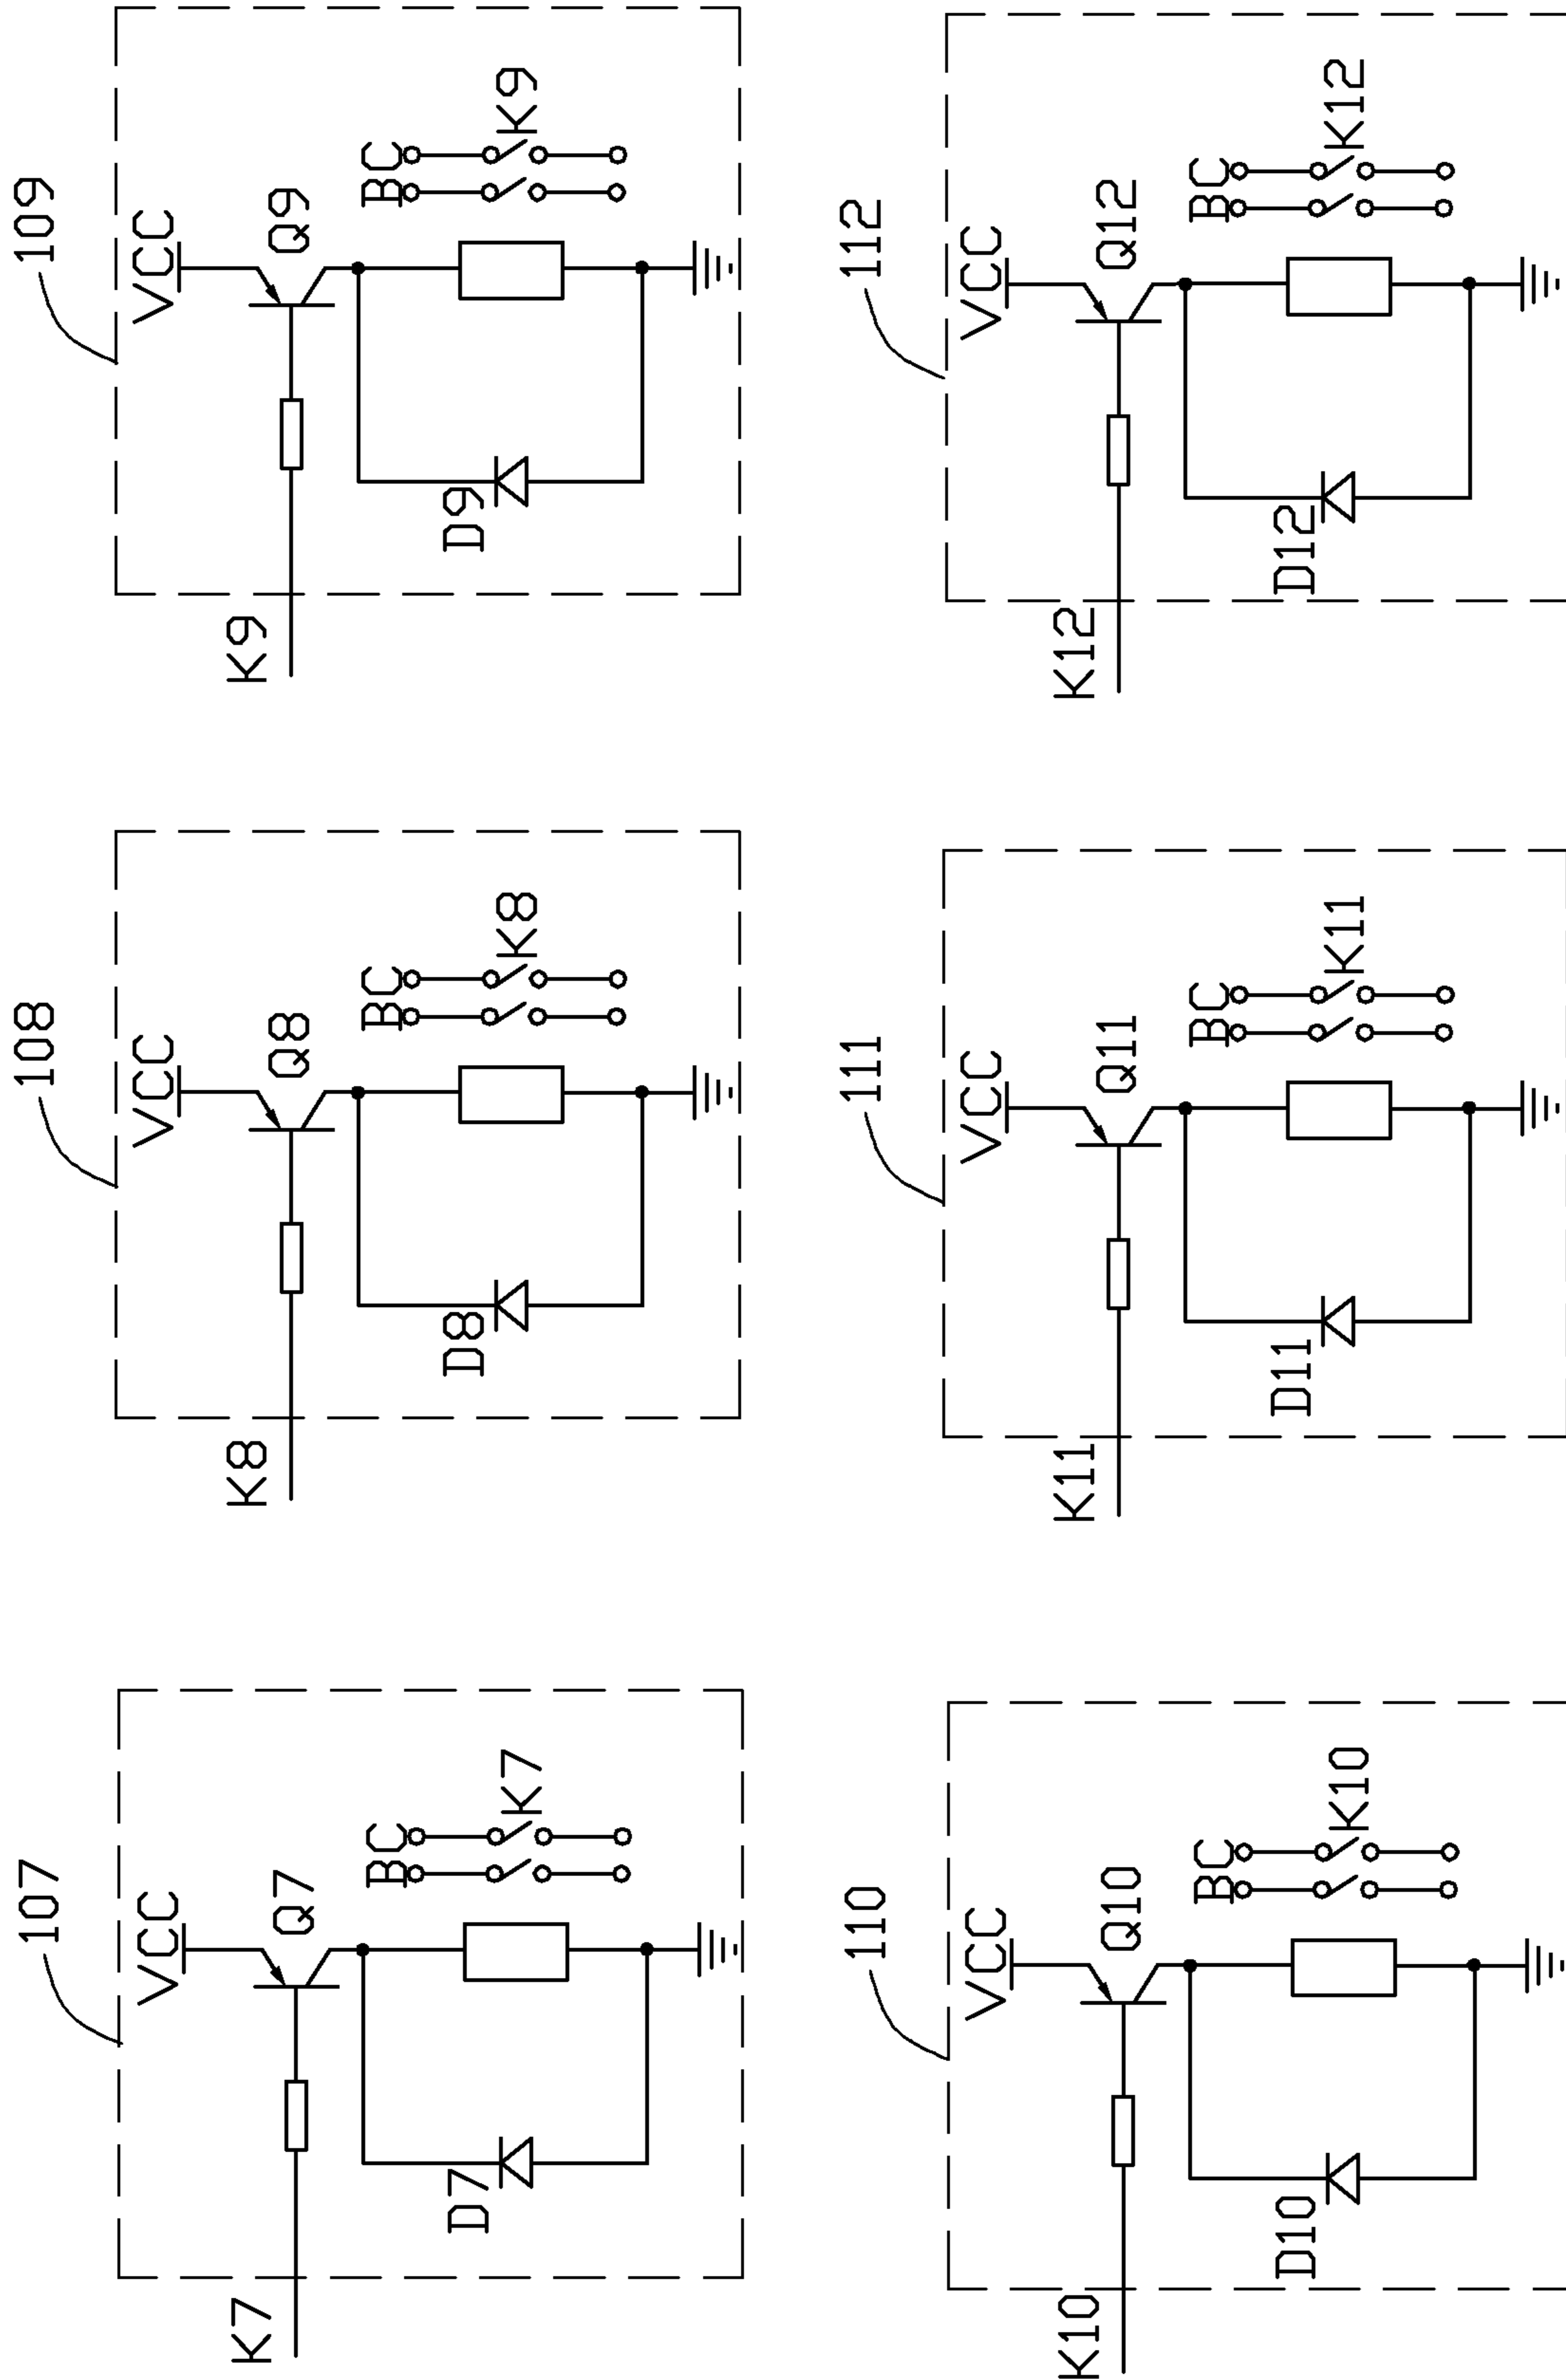 107
VCC
Q7
BC
K7
D7
K7
108
VCC
Q8
BC
K8
D8
K8
109
VCC
Q9
BC
K9
D9
K9
110
VCC
Q10
BC
K10
D10
K10
111
VCC
Q11
BC
K11
D11
K11
112
VCC
Q12
BC
K12
D12
K12